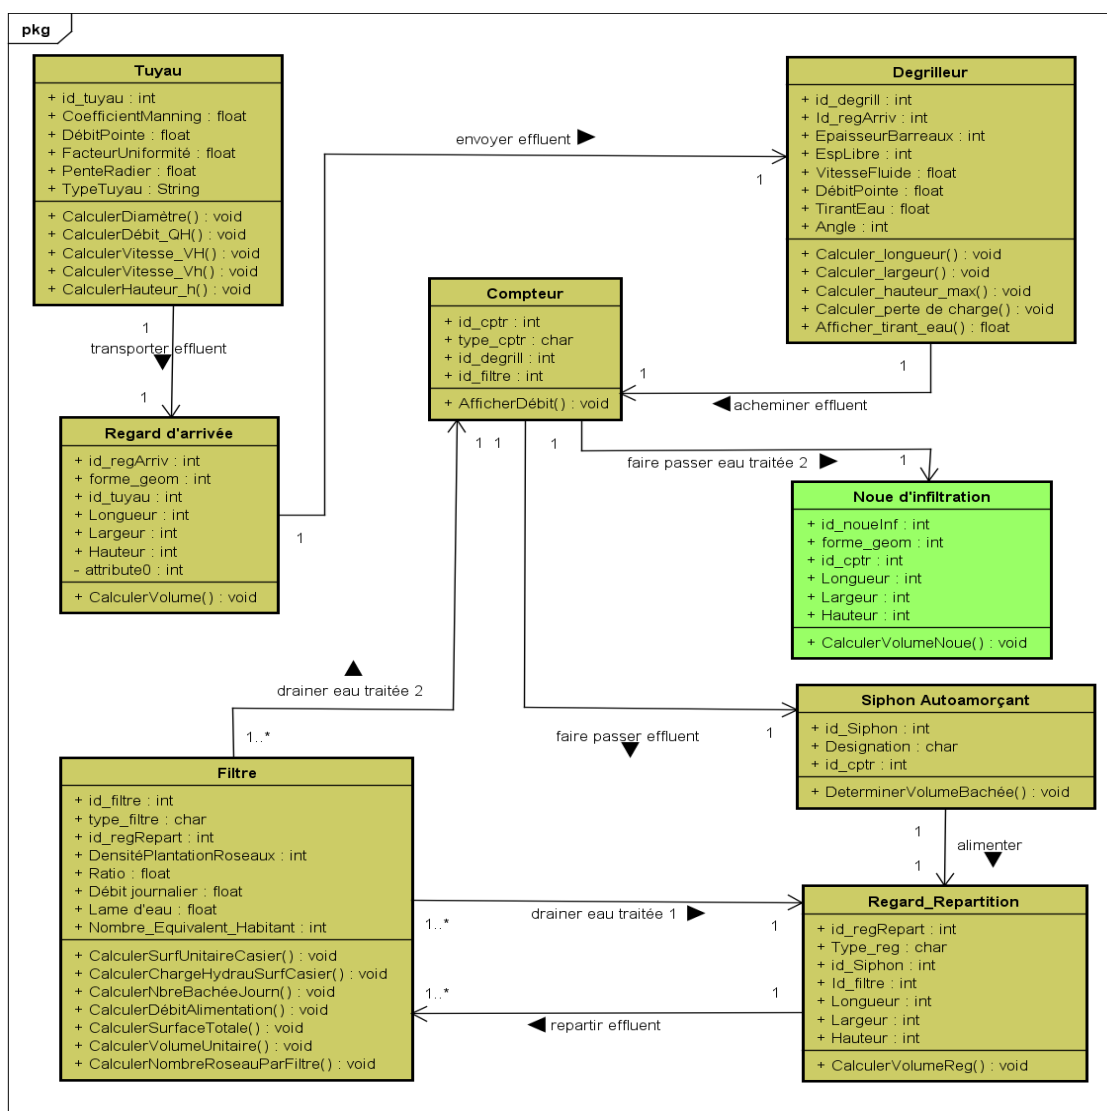 pkg
Tuyau
+ id_tuyau : int
+ CoefficientManning : float
+ DébitPointe : float
+ FacteurUniformité : float
+ PenteRadier : float
+ TypeTuyau : String
+ CalculerDiamètre() : void
+ CalculerDébit_QH() : void
+ CalculerVitesse_VH() : void
+ CalculerVitesse_Vh() : void
+ CalculerHauteur_h() : void
1
transporter effluent
1
envoyer effluent
1
Degrilleur
+ id_degrill : int
+ Id_regArriv : int
+ EpaisseurBarreaux : int
+ EspLibre : int
+ VitesseFluide : float
+ DébitPointe : float
+ TirantEau : float
+ Angle : int
+ Calculer_longueur() : void
+ Calculer_largeur() : void
+ Calculer_hauteur_max() : void
+ Calculer_perte de charge() : void
+ Afficher_tirant_eau() : float
1
acheminer effluent
1
Compteur
+ id_cptr : int
+ type_cptr : char
+ id_degrill : int
+ id_filtre : int
+ AfficherDébit() : void
1 1
1
faire passer eau traitée 2
1
Regard d'arrivée
+ id_regArriv : int
+ forme_geom : int
+ id_tuyau : int
+ Longueur : int
+ Largeur : int
+ Hauteur : int
- attribute0 : int
+ CalculerVolume() : void
1
Noue d'infiltration
+ id_noueInf : int
+ forme_geom : int
+ id_cptr : int
+ Longueur : int
+ Largeur : int
+ Hauteur : int
+ CalculerVolumeNoue() : void
drainer eau traitée 2
1..*
faire passer effluent
1
Siphon Autoamorçant
+ id_Siphon : int
+ Designation : char
+ id_cptr : int
+ DeterminerVolumeBachée() : void
1
alimenter
1
Filtre
+ id_filtre : int
+ type_filtre : char
+ id_regRepart : int
+ DensitéPlantationRoseaux : int
+ Ratio : float
+ Débit journalier : float
+ Lame d'eau : float
+ Nombre_Equivalent_Habitant : int
+ CalculerSurfUnitaireCasier() : void
+ CalculerChargeHydrauSurfCasier() : void
+ CalculerNbreBachéeJourn() : void
+ CalculerDébitAlimentation() : void
+ CalculerSurfaceTotale() : void
+ CalculerVolumeUnitaire() : void
+ CalculerNombreRoseauParFiltre() : void
1..*
drainer eau traitée 1
1
1..*
repartir effluent
1
Regard_Repartition
+ id_regRepart : int
+ Type_reg : char
+ id_Siphon : int
+ Id_filtre : int
+ Longueur : int
+ Largeur : int
+ Hauteur : int
+ CalculerVolumeReg() : void